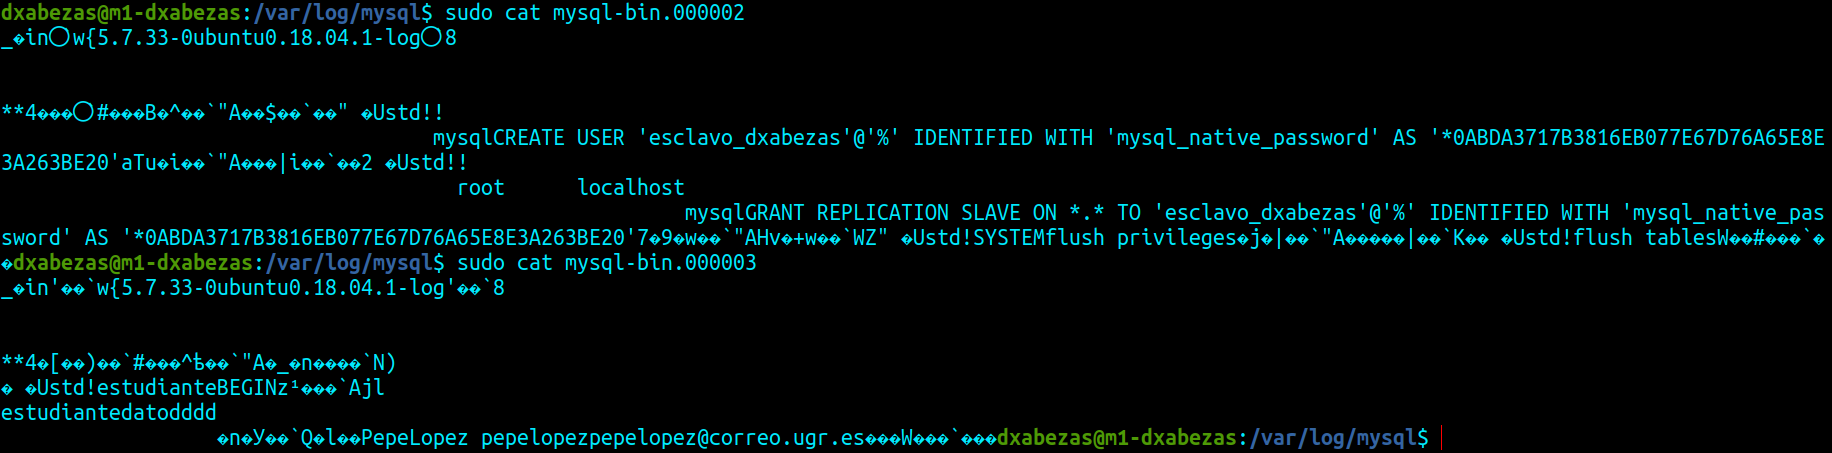 dxabezas@m1-dxabezas:/var/log/mysql$ sudo cat mysql-bin.000002
_�in◯w{5.7.33-0ubuntu0.18.04.1-log◯8
**4���◯#���B�^��`"A��$��`��" �Ustd!!
mysqlCREATE USER 'esclavo_dxabezas'@'%' IDENTIFIED WITH 'mysql_native_password' AS '*0ABDA3717B3816EB077E67D76A65E8E
3A263BE20'aTu�i��`"A���|i��`��2 �Ustd!!
root localhost
mysqlGRANT REPLICATION SLAVE ON *.* TO 'esclavo_dxabezas'@'%' IDENTIFIED WITH 'mysql_native_pas
sword' AS '*0ABDA3717B3816EB077E67D76A65E8E3A263BE20'7�9�w��`"AHv�+w��`WZ" �Ustd!SYSTEMflush privileges�j�|��`"A�����|��`K�� �Ustd!flush tablesW��#���`�
�dxabezas@m1-dxabezas:/var/log/mysql$ sudo cat mysql-bin.000003
_�in'��`w{5.7.33-0ubuntu0.18.04.1-log'��`8
**4�[��)��`#���^ѣ��`"A�_�n����`N)
� �Ustd!estudianteBEGINz¹���`Ajl
estudiantedatodddd
�n�У��`Q�l��PepeLopez pepelopezpepelopez@correo.ugr.es���W���`���dxabezas@m1-dxabezas:/var/log/mysql$